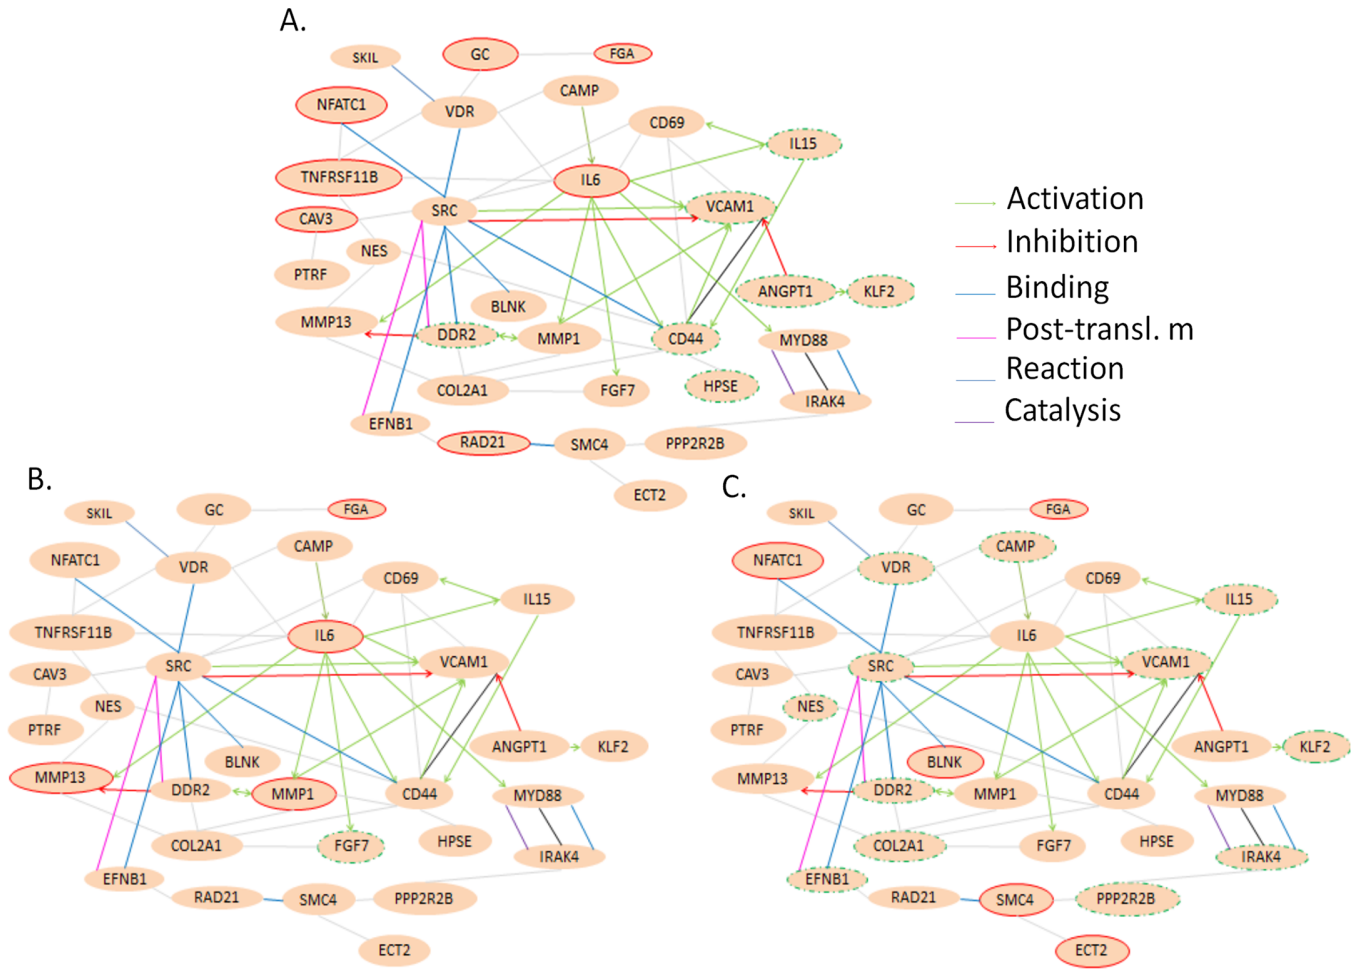 A.
SKIL
GC
FGA
NFATC1
VDR
CAMP
CD69
IL15
TNFRSF11B
IL6
CAV3
SRC
VCAM1
NES
PTRF
ANGPT1
KLF2
BLNK
MMP13
DDR2
MMP1
CD44
MYD88
COL2A1
FGF7
HPSE
IRAK4
EFNB1
RAD21
SMC4
PPP2R2B
ECT2
Activation
Inhibition
Binding
Post-transl. m
Reaction
Catalysis
B.
SKIL
GC
FGA
NFATC1
VDR
CAMP
CD69
IL15
TNFRSF11B
IL6
CAV3
SRC
VCAM1
NES
PTRF
ANGPT1
KLF2
BLNK
MMP13
DDR2
MMP1
CD44
MYD88
COL2A1
FGF7
HPSE
IRAK4
EFNB1
RAD21
SMC4
PPP2R2B
ECT2
C.
SKIL
GC
FGA
NFATC1
VDR
CAMP
CD69
IL15
TNFRSF11B
IL6
CAV3
SRC
VCAM1
NES
PTRF
ANGPT1
KLF2
BLNK
MMP13
DDR2
MMP1
CD44
MYD88
COL2A1
FGF7
HPSE
IRAK4
EFNB1
RAD21
SMC4
PPP2R2B
ECT2